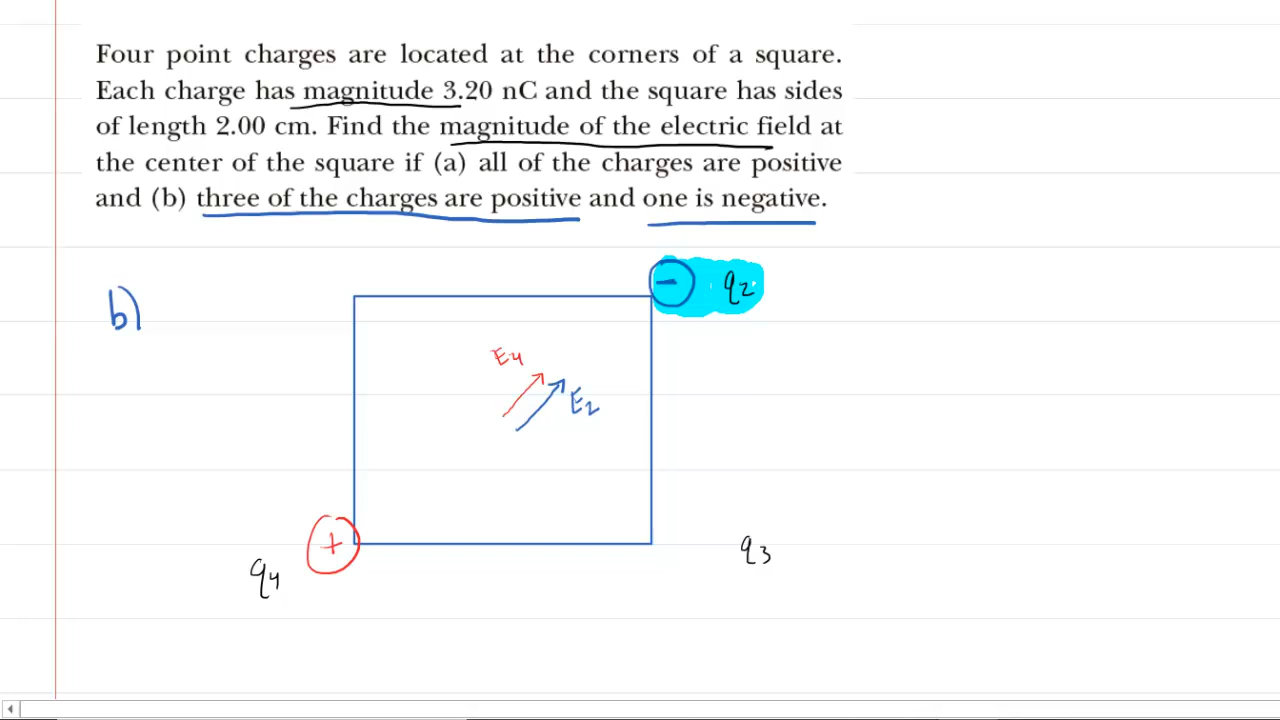 Four point charges are located at the corners of a square.
Each charge has magnitude 3.20 nC and the square has sides
of length 2.00 cm. Find the magnitude of the electric field at
the center of the square if (a) all of the charges are positive
and (b) three of the charges are positive and one is negative.
b)
− q2
E4
E2
+
q4
q3